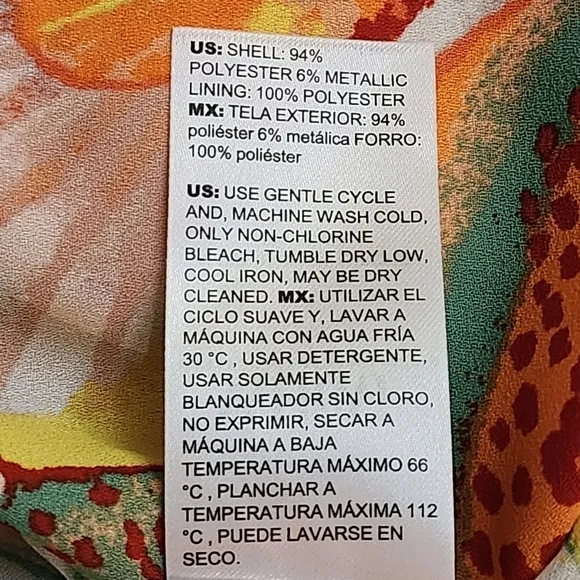 US: SHELL: 94%
POLYESTER 6% METALLIC
LINING: 100% POLYESTER
MX: TELA EXTERIOR: 94%
poliéster 6% metálica FORRO:
100% poliéster
US: USE GENTLE CYCLE
AND, MACHINE WASH COLD,
ONLY NON-CHLORINE
BLEACH, TUMBLE DRY LOW,
COOL IRON, MAY BE DRY
CLEANED. MX: UTILIZAR EL
CICLO SUAVE Y, LAVAR A
MÁQUINA CON AGUA FRÍA
30 °C , USAR DETERGENTE,
USAR SOLAMENTE
BLANQUEADOR SIN CLORO,
NO EXPRIMIR, SECAR A
MÁQUINA A BAJA
TEMPERATURA MÁXIMO 66
°C , PLANCHAR A
TEMPERATURA MÁXIMA 112
°C , PUEDE LAVARSE EN
SECO.